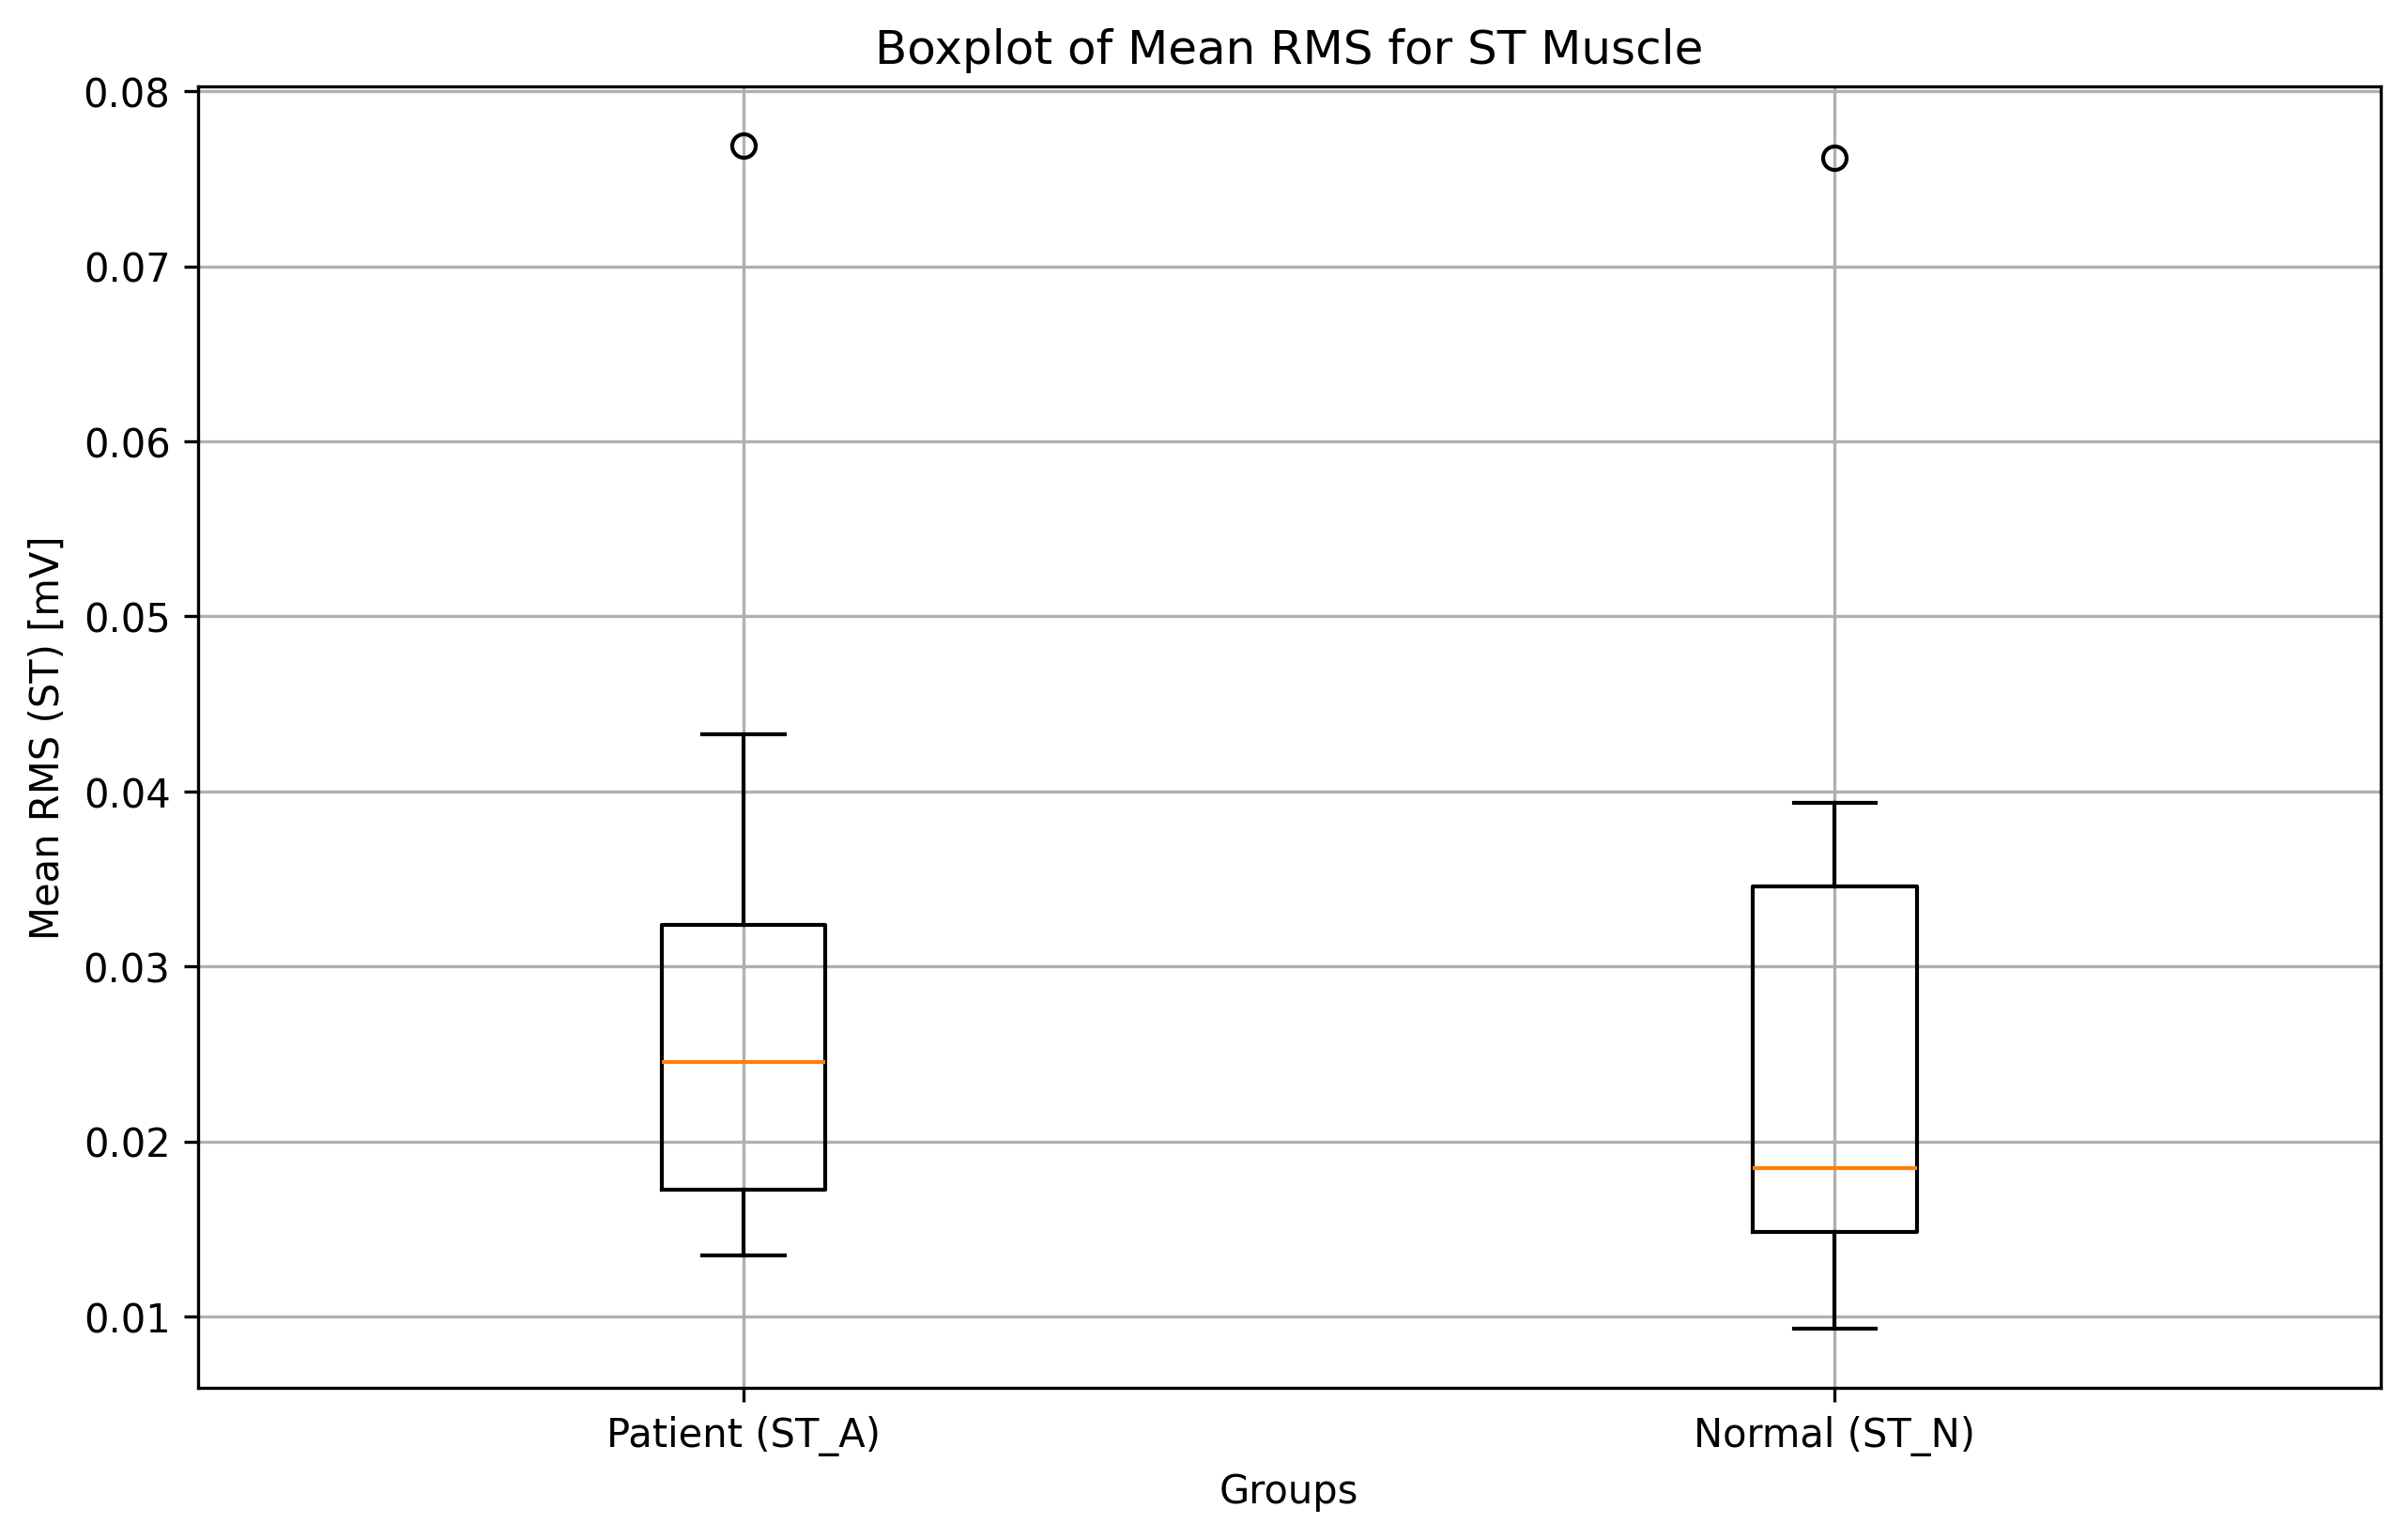 Boxplot of Mean RMS for ST Muscle
Mean RMS (ST) [mV]
0.08
0.07
0.06
0.05
0.04
0.03
0.02
0.01
Patient (ST_A)
Normal (ST_N)
Groups